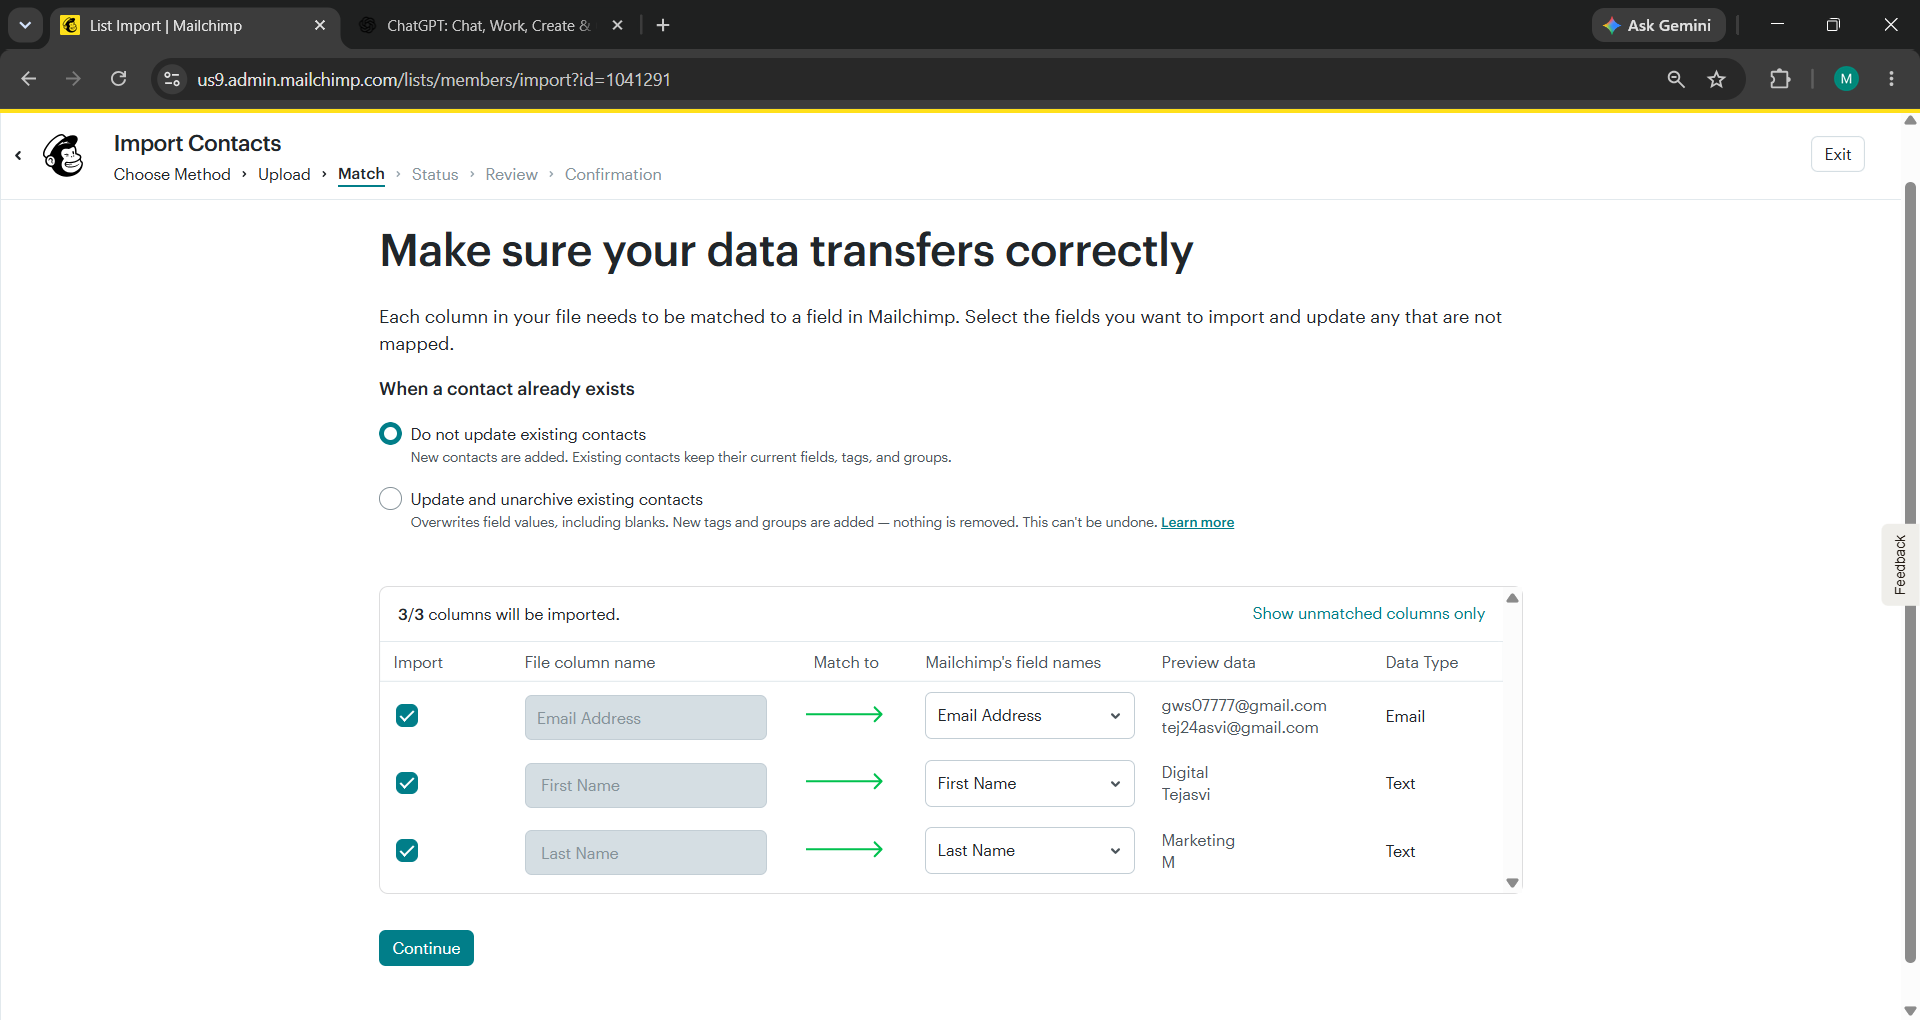 List Import | Mailchimp
ChatGPT: Chat, Work, Create &
Ask Gemini
us9.admin.mailchimp.com/lists/members/import?id=1041291
M
Import Contacts
Choose Method › Upload › Match › Status › Review › Confirmation
Exit
Make sure your data transfers correctly
Each column in your file needs to be matched to a field in Mailchimp. Select the fields you want to import and update any that are not
mapped.
When a contact already exists
Do not update existing contacts
New contacts are added. Existing contacts keep their current fields, tags, and groups.
Update and unarchive existing contacts
Overwrites field values, including blanks. New tags and groups are added — nothing is removed. This can't be undone. Learn more
Feedback
3/3 columns will be imported.
Show unmatched columns only
Import File column name Match to Mailchimp's field names Preview data Data Type
Email Address Email Address gws07777@gmail.com Email
tej24asvi@gmail.com
First Name First Name Digital Text
Tejasvi
Last Name Last Name Marketing Text
M
Continue